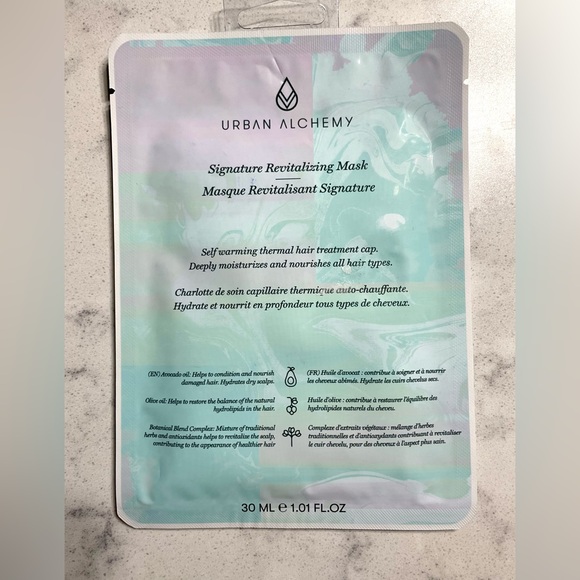 URBAN ALCHEMY
Signature Revitalizing Mask
Masque Revitalisant Signature
Self warming thermal hair treatment cap.
Deeply moisturizes and nourishes all hair types.
Charlotte de soin capillaire thermique auto-chauffante.
Hydrate et nourrit en profondeur tous types de cheveux.
(EN) Avocado oil: Helps to condition and nourish
damaged hair. Hydrates dry scalps.
(FR) Huile d'avocat : contribue à soigner et à nourrir
les cheveux abîmés. Hydrate les cuirs chevelus secs.
Olive oil: Helps to restore the balance of the natural
hydrolipids in the hair.
Huile d'olive : contribue à restaurer l'équilibre des
hydrolipides naturels du cheveu.
Botanical Blend Complex: Mixture of traditional
herbs and antioxidants helps to revitalize the scalp,
contributing to the appearance of healthier hair
Complexe d'extraits végétaux : mélange d'herbes
traditionnelles et d'antioxydants contribuant à revitaliser
le cuir chevelu, pour des cheveux à l'aspect plus sain.
30 ML ℮ 1.01 FL.OZ